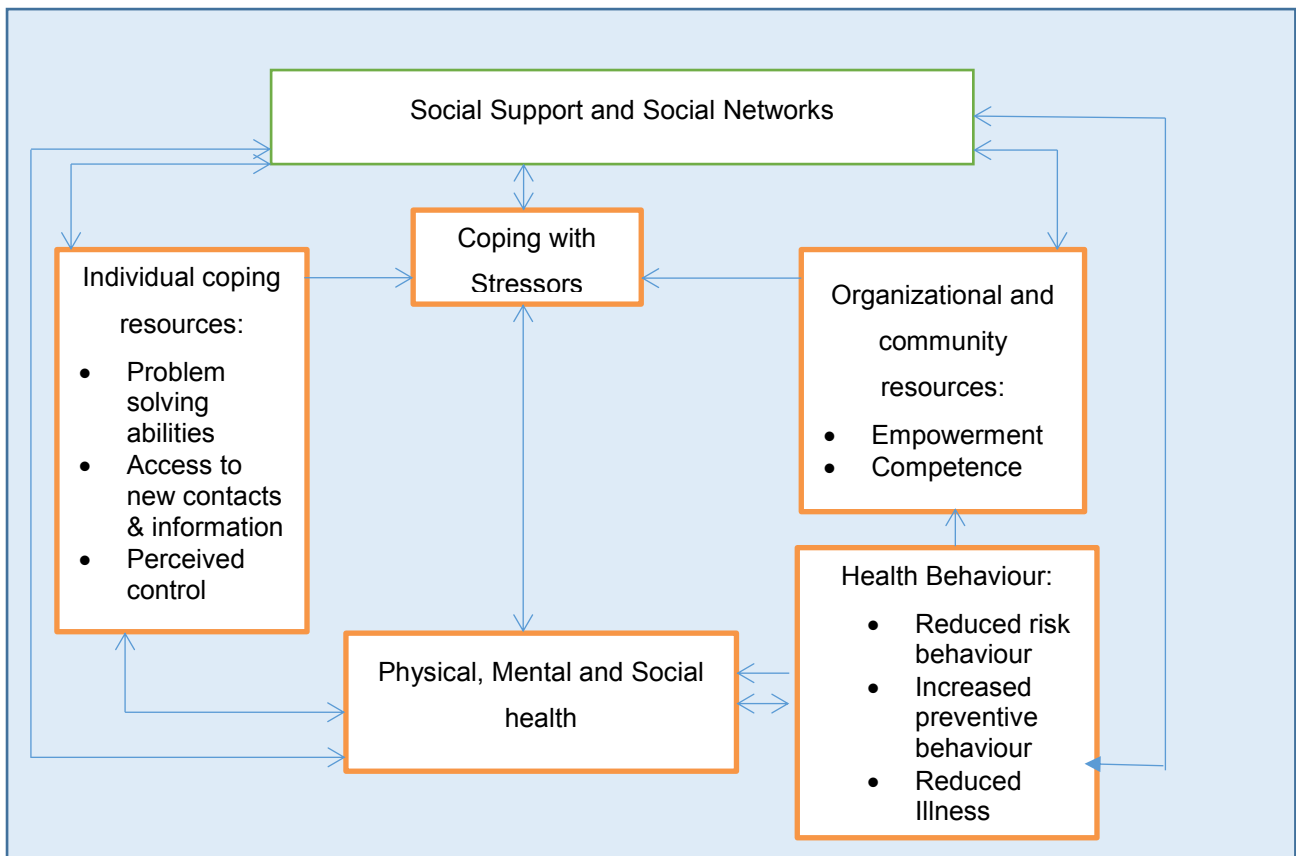 Social Support and Social Networks
Coping with
Stressors
Individual coping
resources:
• Problem
solving
abilities
• Access to
new contacts
& information
• Perceived
control
Organizational and
community
resources:
• Empowerment
• Competence
Physical, Mental and Social
health
Health Behaviour:
• Reduced risk
behaviour
• Increased
preventive
behaviour
• Reduced
Illness